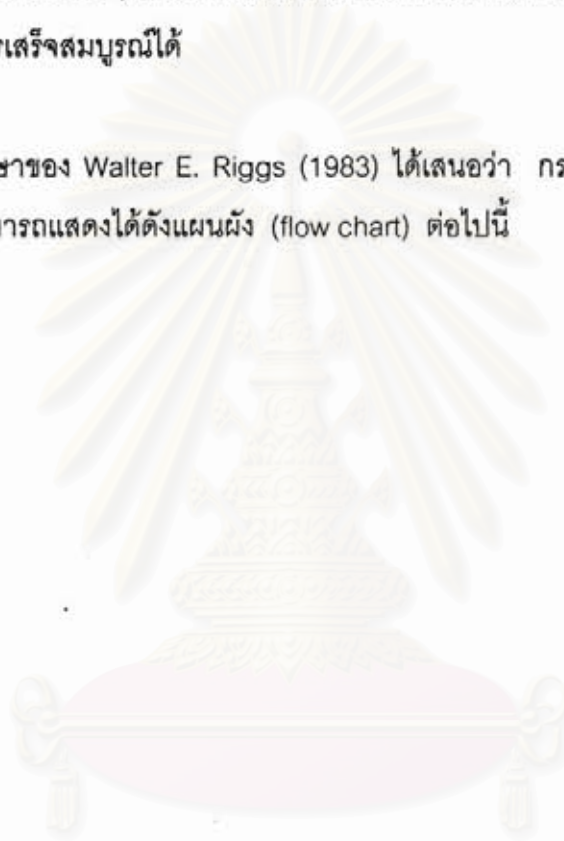 รเสร็จสมบูรณ์ได้
ษาของ Walter E. Riggs (1983) ได้เสนอว่า กร
ารถแสดงได้ดังแผนผัง (flow chart) ต่อไปนี้